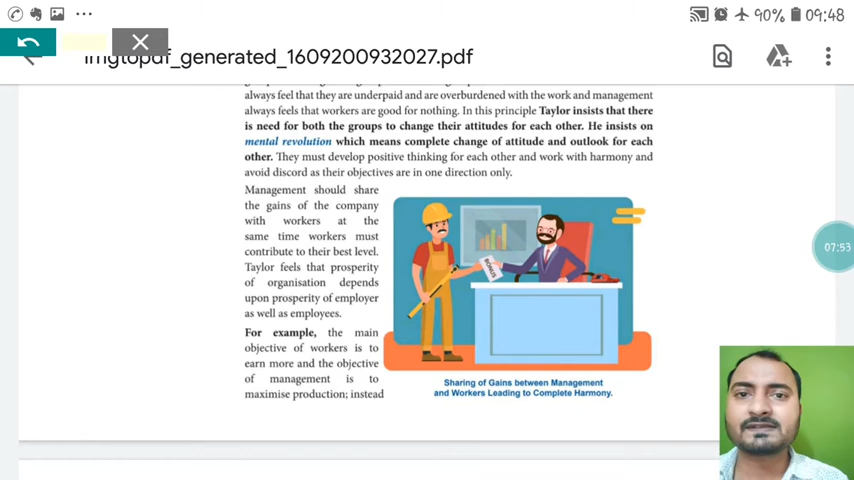 90% 09:48
imgtopdf_generated_1609200932027.pdf
always feel that they are underpaid and are overburdened with the work and management
always feels that workers are good for nothing. In this principle Taylor insists that there
is need for both the groups to change their attitudes for each other. He insists on
mental revolution which means complete change of attitude and outlook for each
other. They must develop positive thinking for each other and work with harmony and
avoid discord as their objectives are in one direction only.
Management should share
the gains of the company
with workers at the
same time workers must
contribute to their best level.
Taylor feels that prosperity
of organisation depends
upon prosperity of employer
as well as employees.
For example, the main
objective of workers is to
earn more and the objective
of management is to
maximise production; instead
BONUS
Sharing of Gains between Management
and Workers Leading to Complete Harmony.
07:53